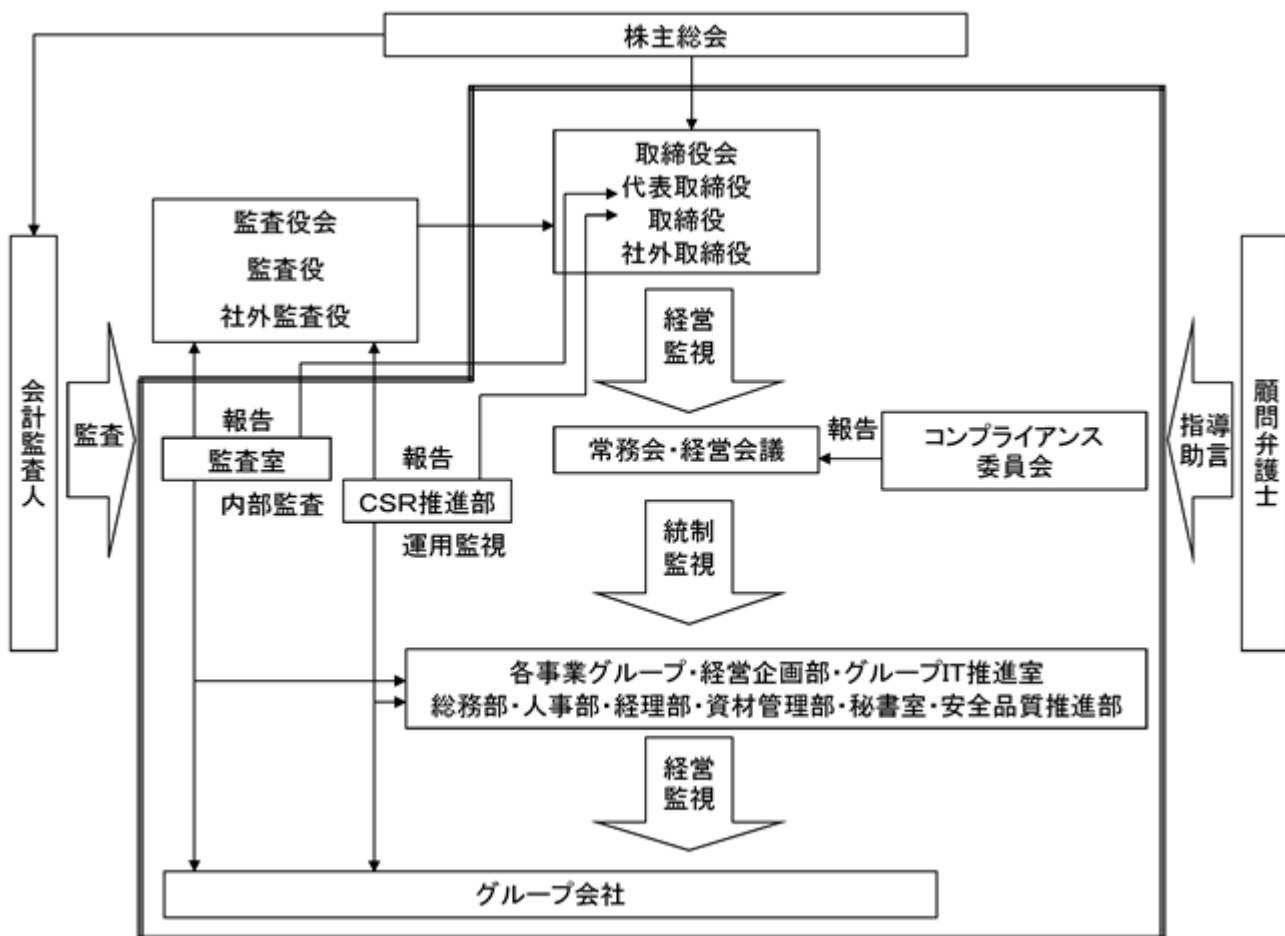 株主総会
取締役会
代表取締役
取締役
社外取締役
監査役会
監査役
社外監査役
会計監査人
監査
経営
監視
顧問弁護士
指導
助言
報告
監査室
内部監査
報告
CSR推進部
運用監視
常務会・経営会議
報告
コンプライアンス
委員会
統制
監視
各事業グループ・経営企画部・グループIT推進室
総務部・人事部・経理部・資材管理部・秘書室・安全品質推進部
経営
監視
グループ会社